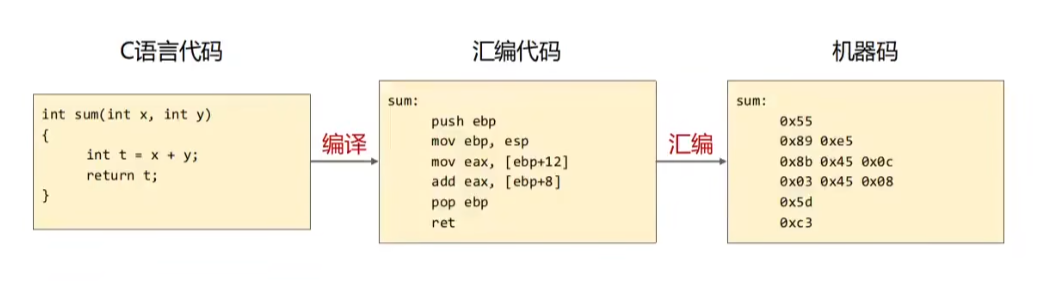 C语言代码
int sum(int x, int y)
{
int t = x + y;
return t;
}
编译
汇编代码
sum:
push ebp
mov ebp, esp
mov eax, [ebp+12]
add eax, [ebp+8]
pop ebp
ret
汇编
机器码
sum:
0x55
0x89 0xe5
0x8b 0x45 0x0c
0x03 0x45 0x08
0x5d
0xc3